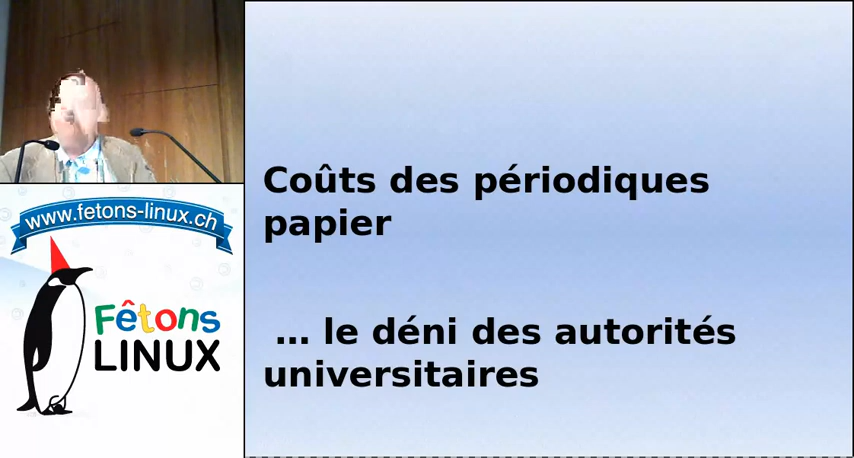 www.fetons-linux.ch
Fêtons
LINUX
Coûts des périodiques
papier
… le déni des autorités
universitaires